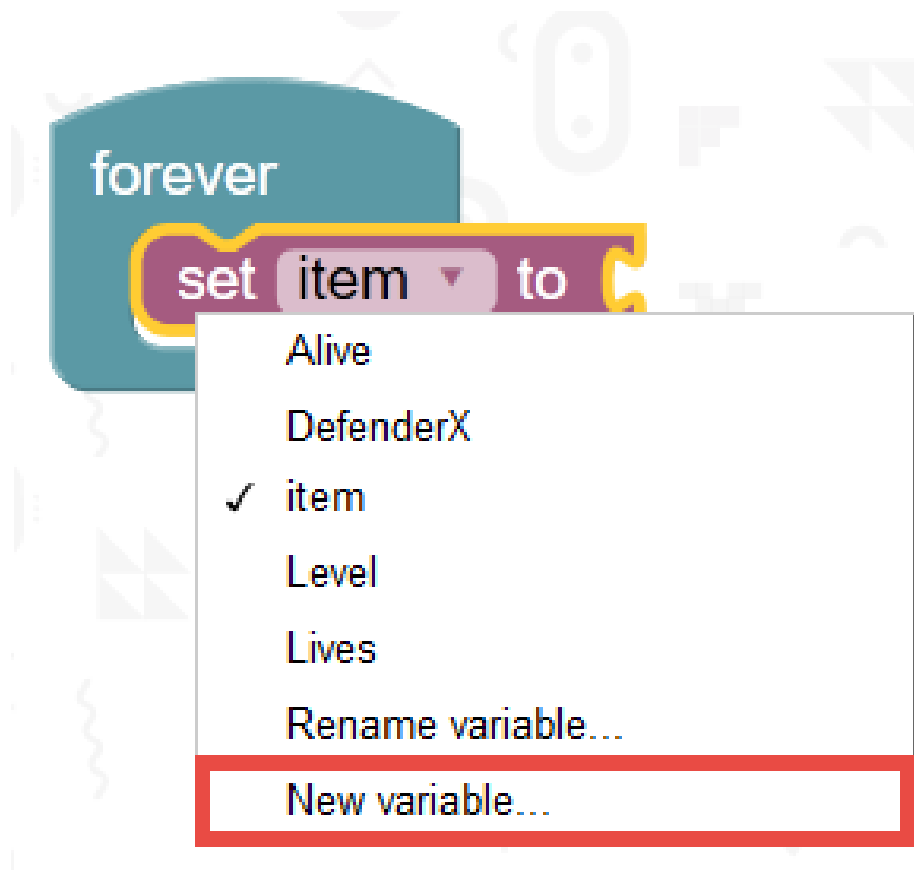 forever
set item ▼ to
Alive
DefenderX
✓ item
Level
Lives
Rename variable...
New variable...